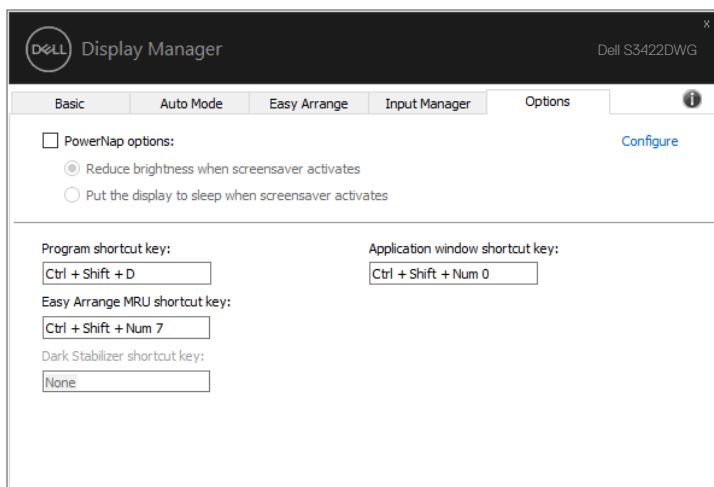 x
DELL Display Manager
Dell S3422DWG
Basic Auto Mode Easy Arrange Input Manager Options i
PowerNap options: Configure
Reduce brightness when screensaver activates
Put the display to sleep when screensaver activates
Program shortcut key: Application window shortcut key:
Ctrl + Shift + D Ctrl + Shift + Num 0
Easy Arrange MRU shortcut key:
Ctrl + Shift + Num 7
Dark Stabilizer shortcut key:
None